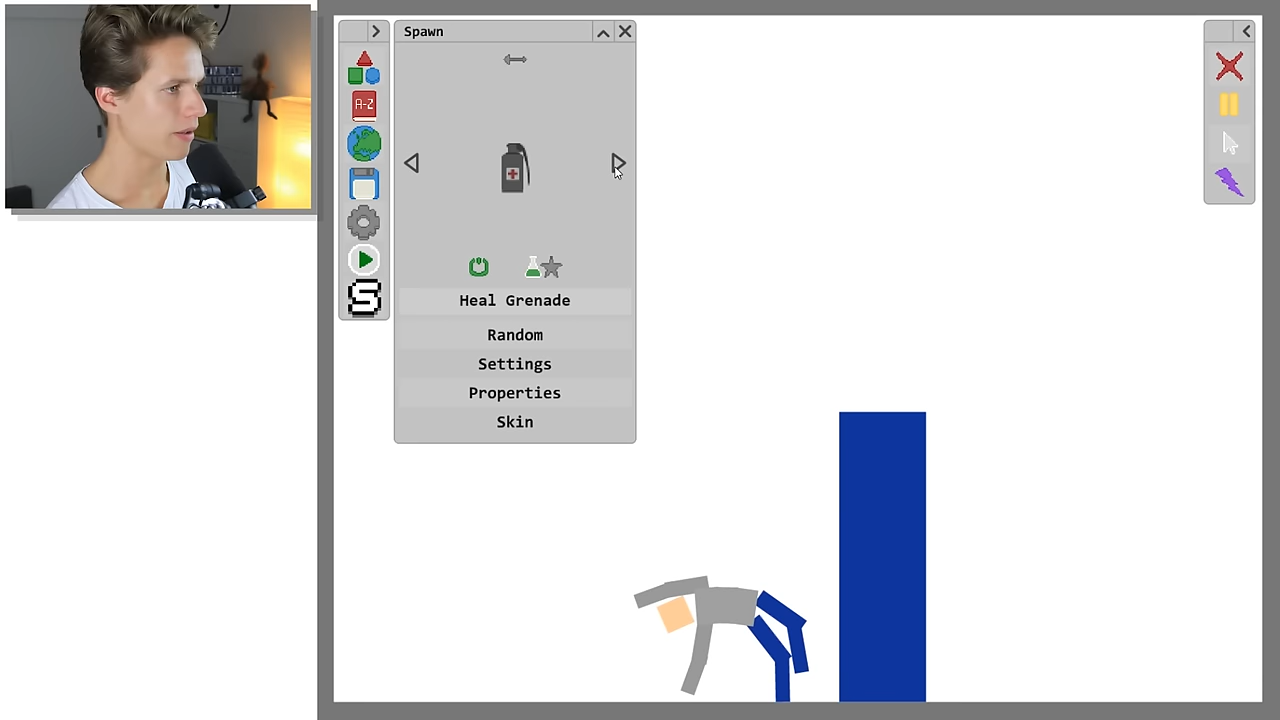 Spawn
A-Z
S
Heal Grenade
Random
Settings
Properties
Skin